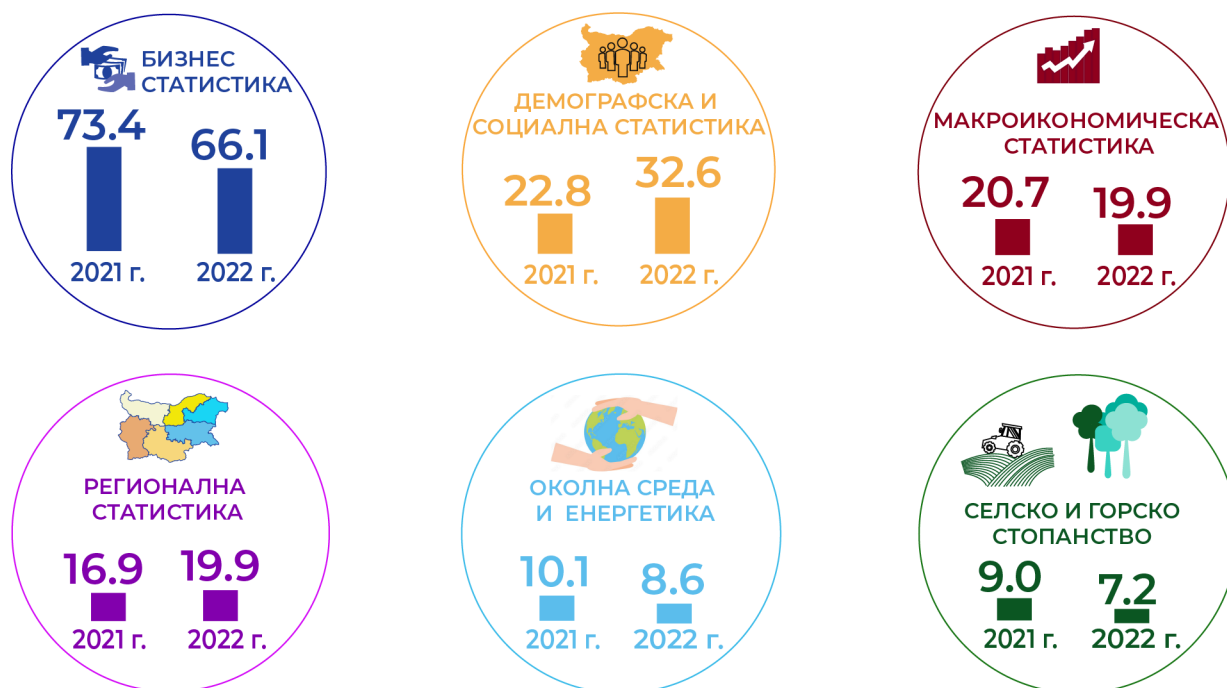 БИЗНЕС
СТАТИСТИКА
73.4
66.1
2021 г.
2022 г.
ДЕМОГРАФСКА И
СОЦИАЛНА СТАТИСТИКА
22.8
32.6
2021 г.
2022 г.
МАКРОИКОНОМИЧЕСКА
СТАТИСТИКА
20.7
19.9
2021 г.
2022 г.
РЕГИОНАЛНА
СТАТИСТИКА
16.9
19.9
2021 г.
2022 г.
ОКОЛНА СРЕДА
И ЕНЕРГЕТИКА
10.1
8.6
2021 г.
2022 г.
СЕЛСКО И ГОРСКО
СТОПАНСТВО
9.0
7.2
2021 г.
2022 г.